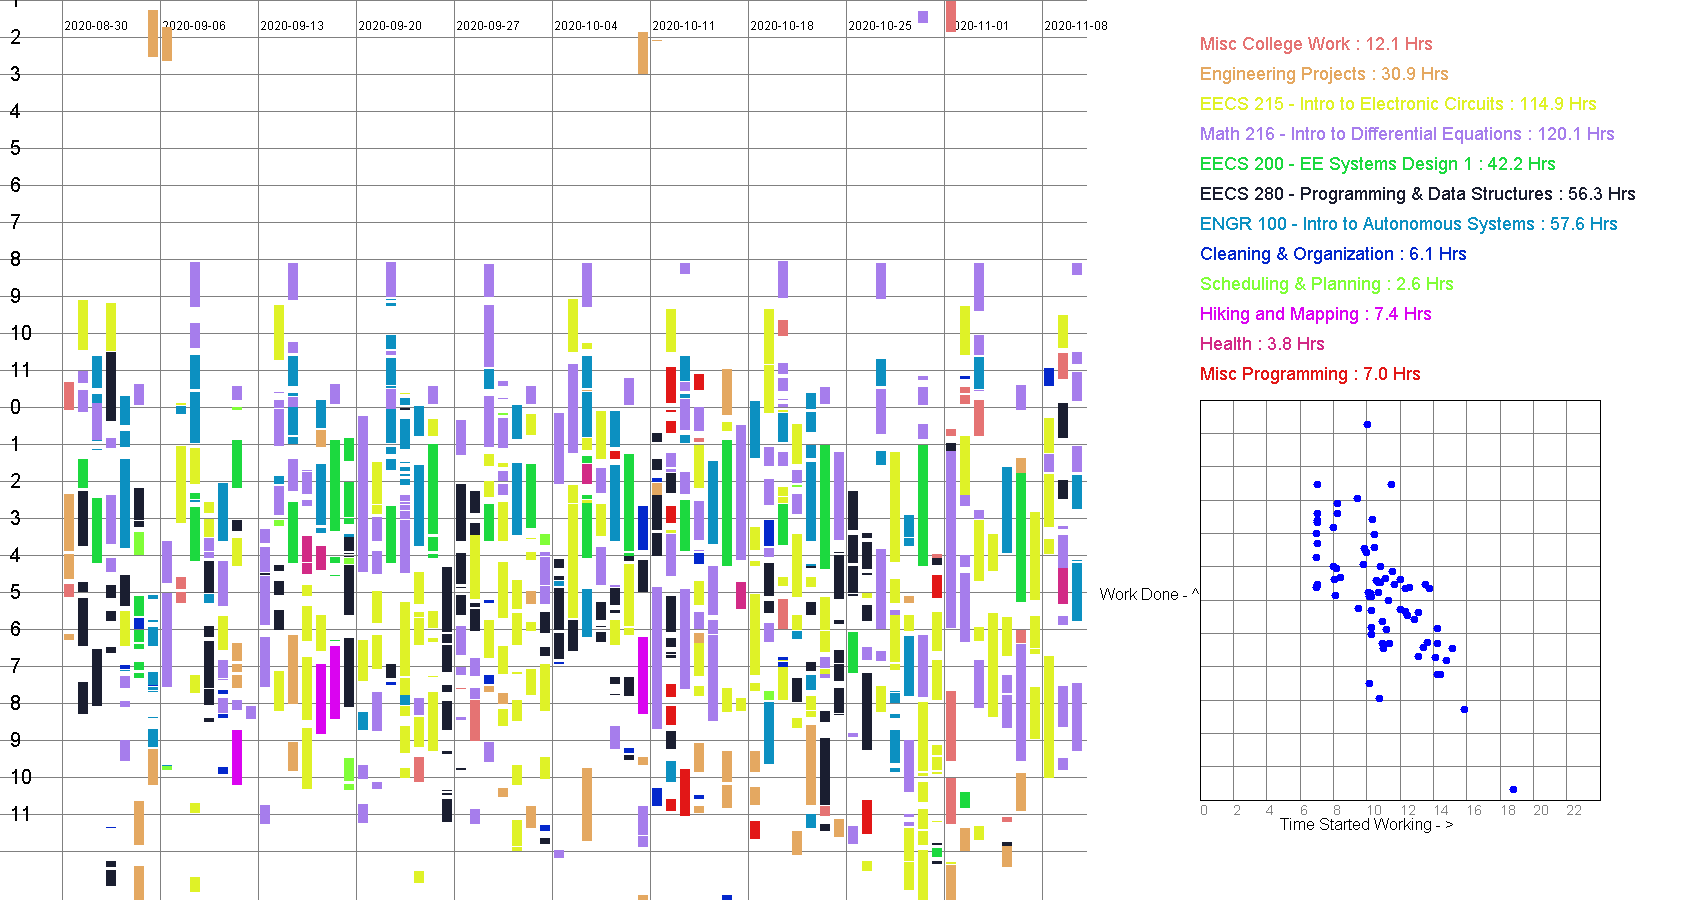 1
2020-08-30 2020-09-06 2020-09-13 2020-09-20 2020-09-27 2020-10-04 2020-10-11 2020-10-18 2020-10-25 2020-11-01 2020-11-08
2
3
4
5
6
7
8
9
10
11
0
1
2
3
4
5
6
7
8
9
10
11
Misc College Work : 12.1 Hrs
Engineering Projects : 30.9 Hrs
EECS 215 - Intro to Electronic Circuits : 114.9 Hrs
Math 216 - Intro to Differential Equations : 120.1 Hrs
EECS 200 - EE Systems Design 1 : 42.2 Hrs
EECS 280 - Programming & Data Structures : 56.3 Hrs
ENGR 100 - Intro to Autonomous Systems : 57.6 Hrs
Cleaning & Organization : 6.1 Hrs
Scheduling & Planning : 2.6 Hrs
Hiking and Mapping : 7.4 Hrs
Health : 3.8 Hrs
Misc Programming : 7.0 Hrs
Work Done - ^
0 2 4 6 8 10 12 14 16 18 20 22
Time Started Working - >